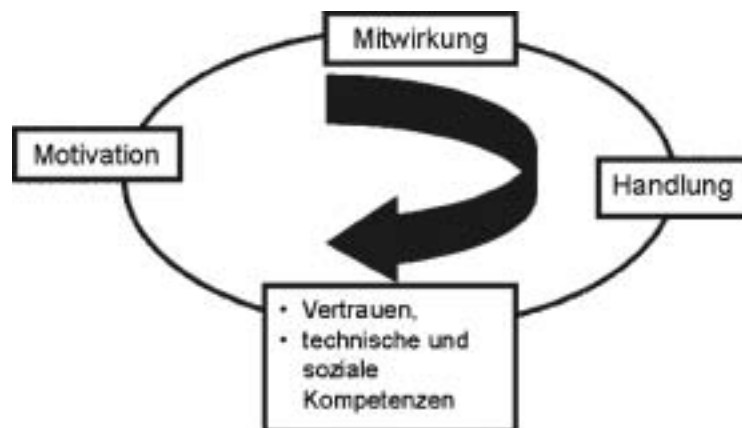 Mitwirkung
Motivation
Handlung
• Vertrauen,
• technische und
soziale
Kompetenzen